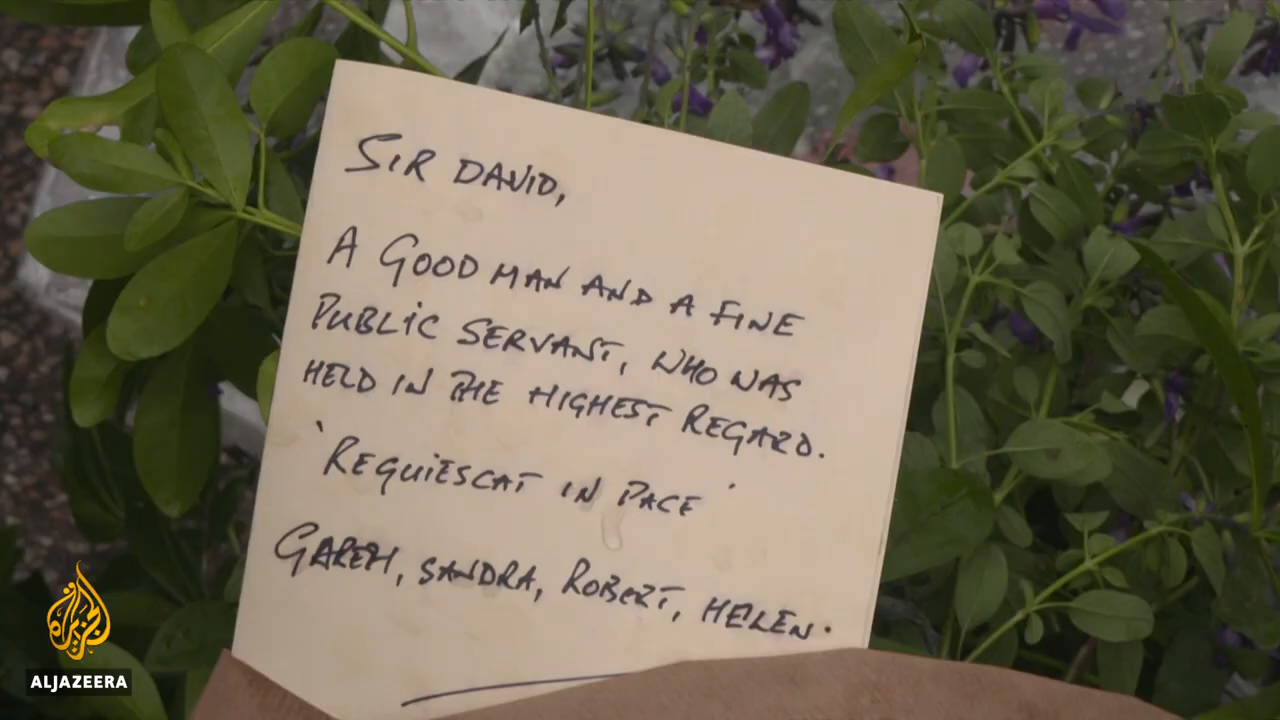 SIR DAVID,
A GOOD MAN AND A FINE
PUBLIC SERVANT, WHO WAS
HELD IN THE HIGHEST REGARD.
'REQUIESCAT IN PACE'
GARETH, SANDRA, ROBERT, HELEN.
الجزيرة
ALJAZEERA